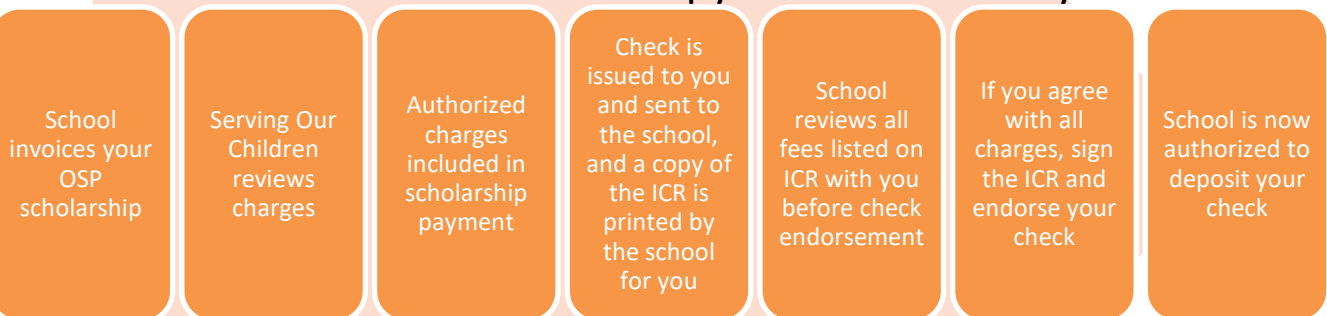 School
invoices your
OSP
scholarship
Serving Our
Children
reviews
charges
Authorized
charges
included in
scholarship
payment
Check is
issued to you
and sent to
the school,
and a copy of
the ICR is
printed by
the school
for you
School
reviews all
fees listed on
ICR with you
before check
endorsement
If you agree
with all
charges, sign
the ICR and
endorse your
check
School is now
authorized to
deposit your
check